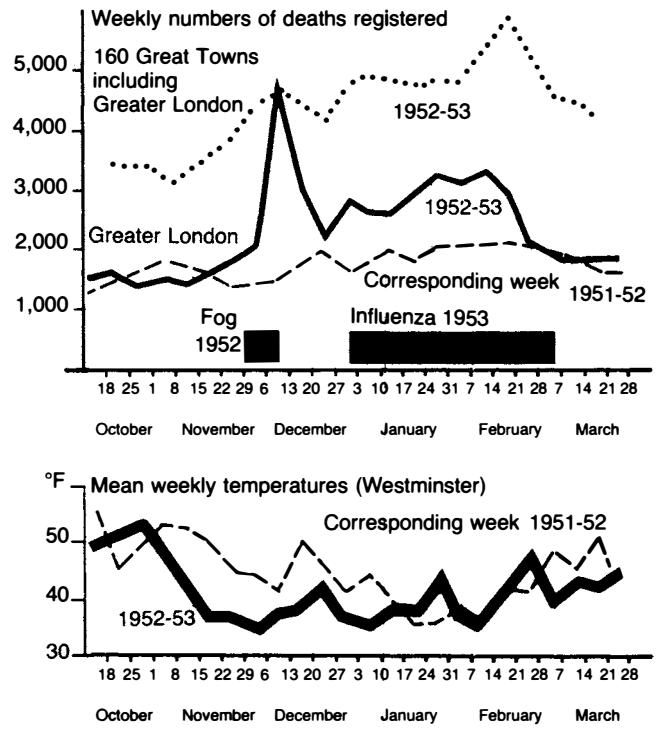 Weekly numbers of deaths registered
160 Great Towns
including
Greater London
5,000
4,000
3,000
2,000
1,000
1952-53
1952-53
Greater London
Corresponding week
1951-52
Fog
1952
Influenza 1953
18 25 1 8 15 22 29 6 13 20 27 3 10 17 24 31 7 14 21 28 7 14 21 28
October November December January February March
°F
Mean weekly temperatures (Westminster)
Corresponding week 1951-52
50
40
30
1952-53
18 25 1 8 15 22 29 6 13 20 27 3 10 17 24 31 7 14 21 28 7 14 21 28
October November December January February March